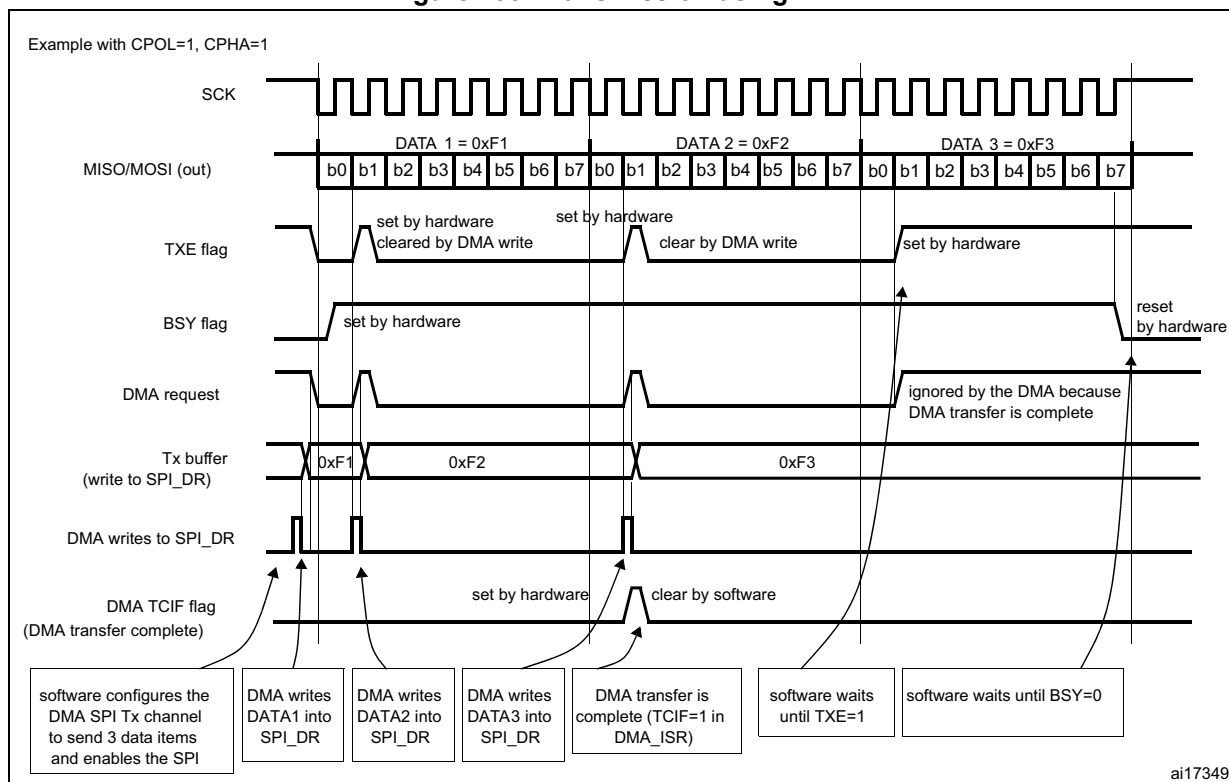 Example with CPOL=1, CPHA=1
SCK
DATA 1 = 0xF1
DATA 2 = 0xF2
DATA 3 = 0xF3
MISO/MOSI (out)
b0 b1 b2 b3 b4 b5 b6 b7 b0 b1 b2 b3 b4 b5 b6 b7 b0 b1 b2 b3 b4 b5 b6 b7
TXE flag
set by hardware
cleared by DMA write
set by hardware
clear by DMA write
set by hardware
BSY flag
set by hardware
reset
by hardware
DMA request
ignored by the DMA because
DMA transfer is complete
Tx buffer
(write to SPI_DR)
0xF1
0xF2
0xF3
DMA writes to SPI_DR
DMA TCIF flag
(DMA transfer complete)
set by hardware
clear by software
software configures the
DMA SPI Tx channel
to send 3 data items
and enables the SPI
DMA writes
DATA1 into
SPI_DR
DMA writes
DATA2 into
SPI_DR
DMA writes
DATA3 into
SPI_DR
DMA transfer is
complete (TCIF=1 in
DMA_ISR)
software waits
until TXE=1
software waits until BSY=0
ai17349